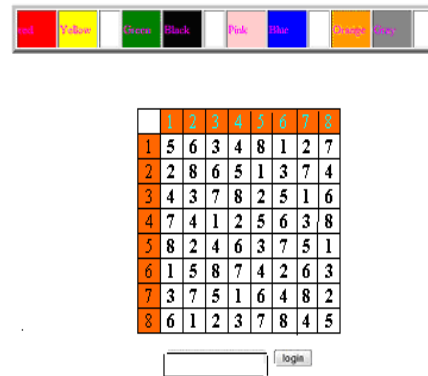 Red Yellow Green Black Pink Blue Orange Grey
1 2 3 4 5 6 7 8
1 5 6 3 4 8 1 2 7
2 2 8 6 5 1 3 7 4
3 4 3 7 8 2 5 1 6
4 7 4 1 2 5 6 3 8
5 8 2 4 6 3 7 5 1
6 1 5 8 7 4 2 6 3
7 3 7 5 1 6 4 8 2
8 6 1 2 3 7 8 4 5
login